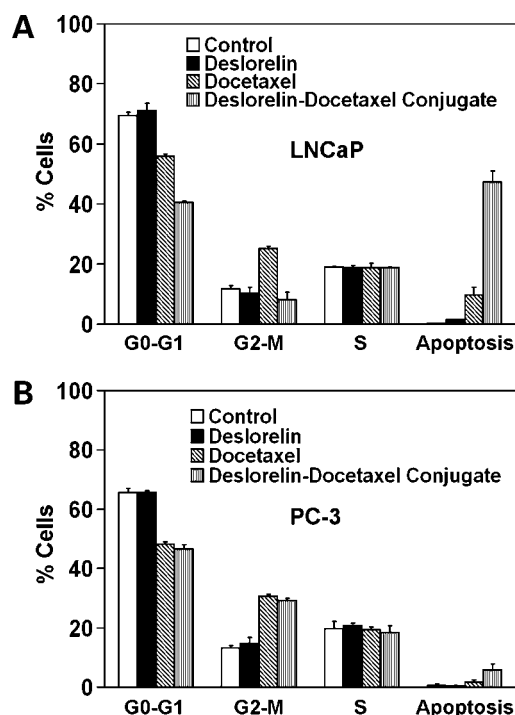 A
100
80
60
40
20
0
% Cells
Control
Deslorelin
Docetaxel
Deslorelin-Docetaxel Conjugate
LNCaP
G0-G1 G2-M S Apoptosis
B
100
80
60
40
20
0
% Cells
Control
Deslorelin
Docetaxel
Deslorelin-Docetaxel Conjugate
PC-3
G0-G1 G2-M S Apoptosis